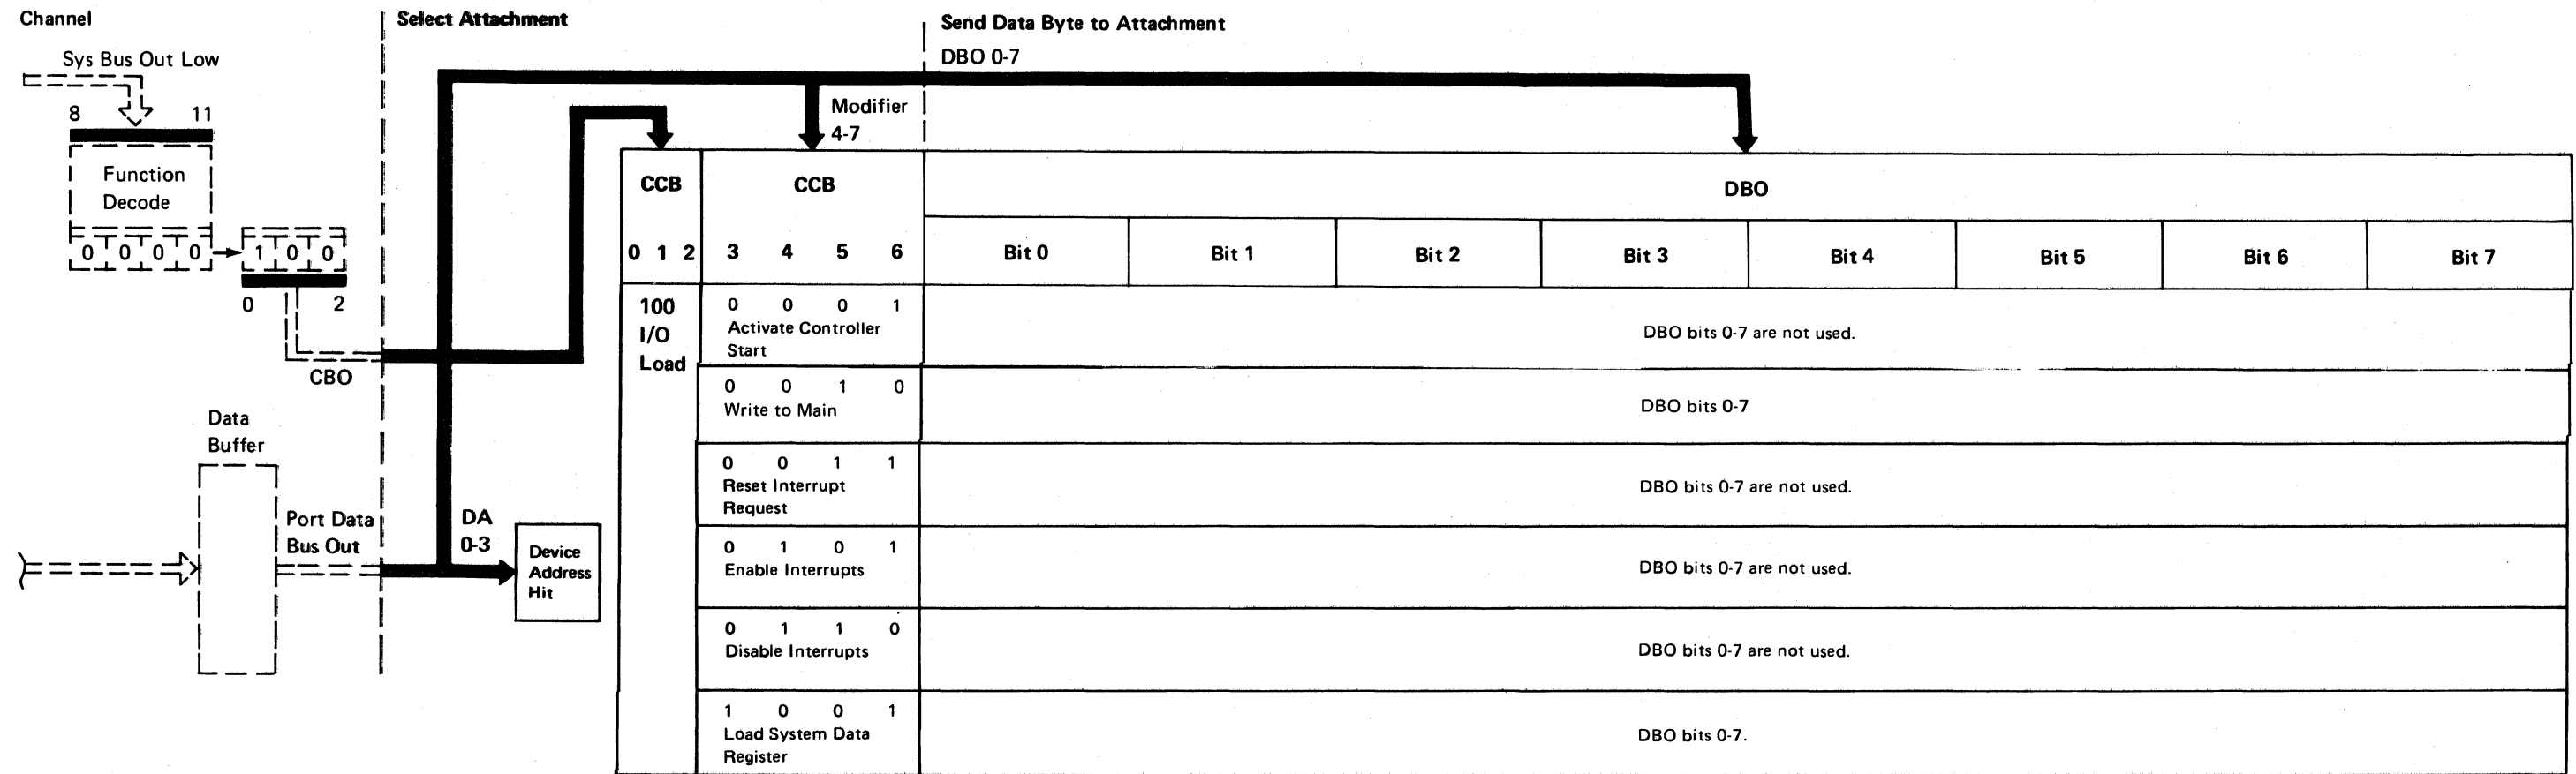 Channel
Select Attachment
Send Data Byte to Attachment
Sys Bus Out Low
DBO 0-7
8 11
Modifier
4-7
Function
Decode
0 0 0 0
1 0 0
0 2
CBO
Data
Buffer
Port Data
Bus Out
DA
0-3
Device
Address
Hit
CCB CCB DBO
0 1 2 3 4 5 6 Bit 0 Bit 1 Bit 2 Bit 3 Bit 4 Bit 5 Bit 6 Bit 7
100
I/O
Load
0 0 0 1
Activate Controller
Start
DBO bits 0-7 are not used.
0 0 1 0
Write to Main
DBO bits 0-7
0 0 1 1
Reset Interrupt
Request
DBO bits 0-7 are not used.
0 1 0 1
Enable Interrupts
DBO bits 0-7 are not used.
0 1 1 0
Disable Interrupts
DBO bits 0-7 are not used.
1 0 0 1
Load System Data
Register
DBO bits 0-7.